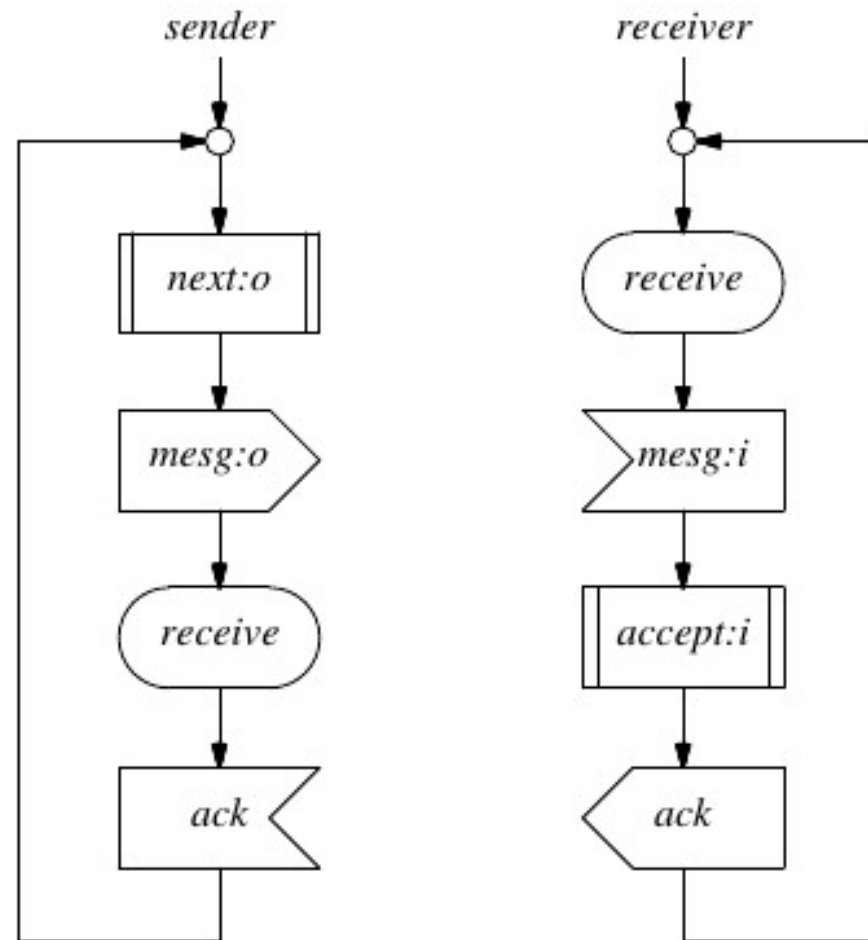 sender
next:o
mesg:o
receive
ack
receiver
receive
mesg:i
accept:i
ack